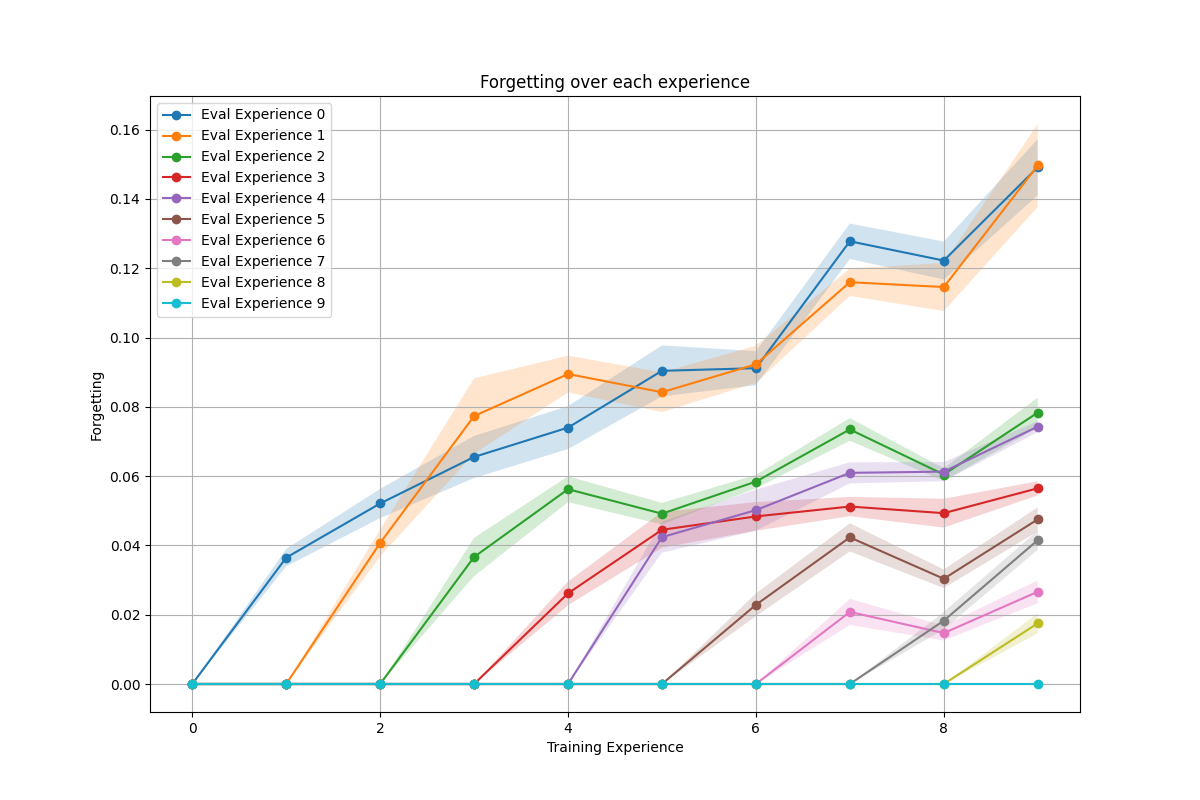 Forgetting over each experience
Eval Experience 0
Eval Experience 1
Eval Experience 2
Eval Experience 3
Eval Experience 4
Eval Experience 5
Eval Experience 6
Eval Experience 7
Eval Experience 8
Eval Experience 9
Forgetting
0.16
0.14
0.12
0.10
0.08
0.06
0.04
0.02
0.00
0 2 4 6 8
Training Experience